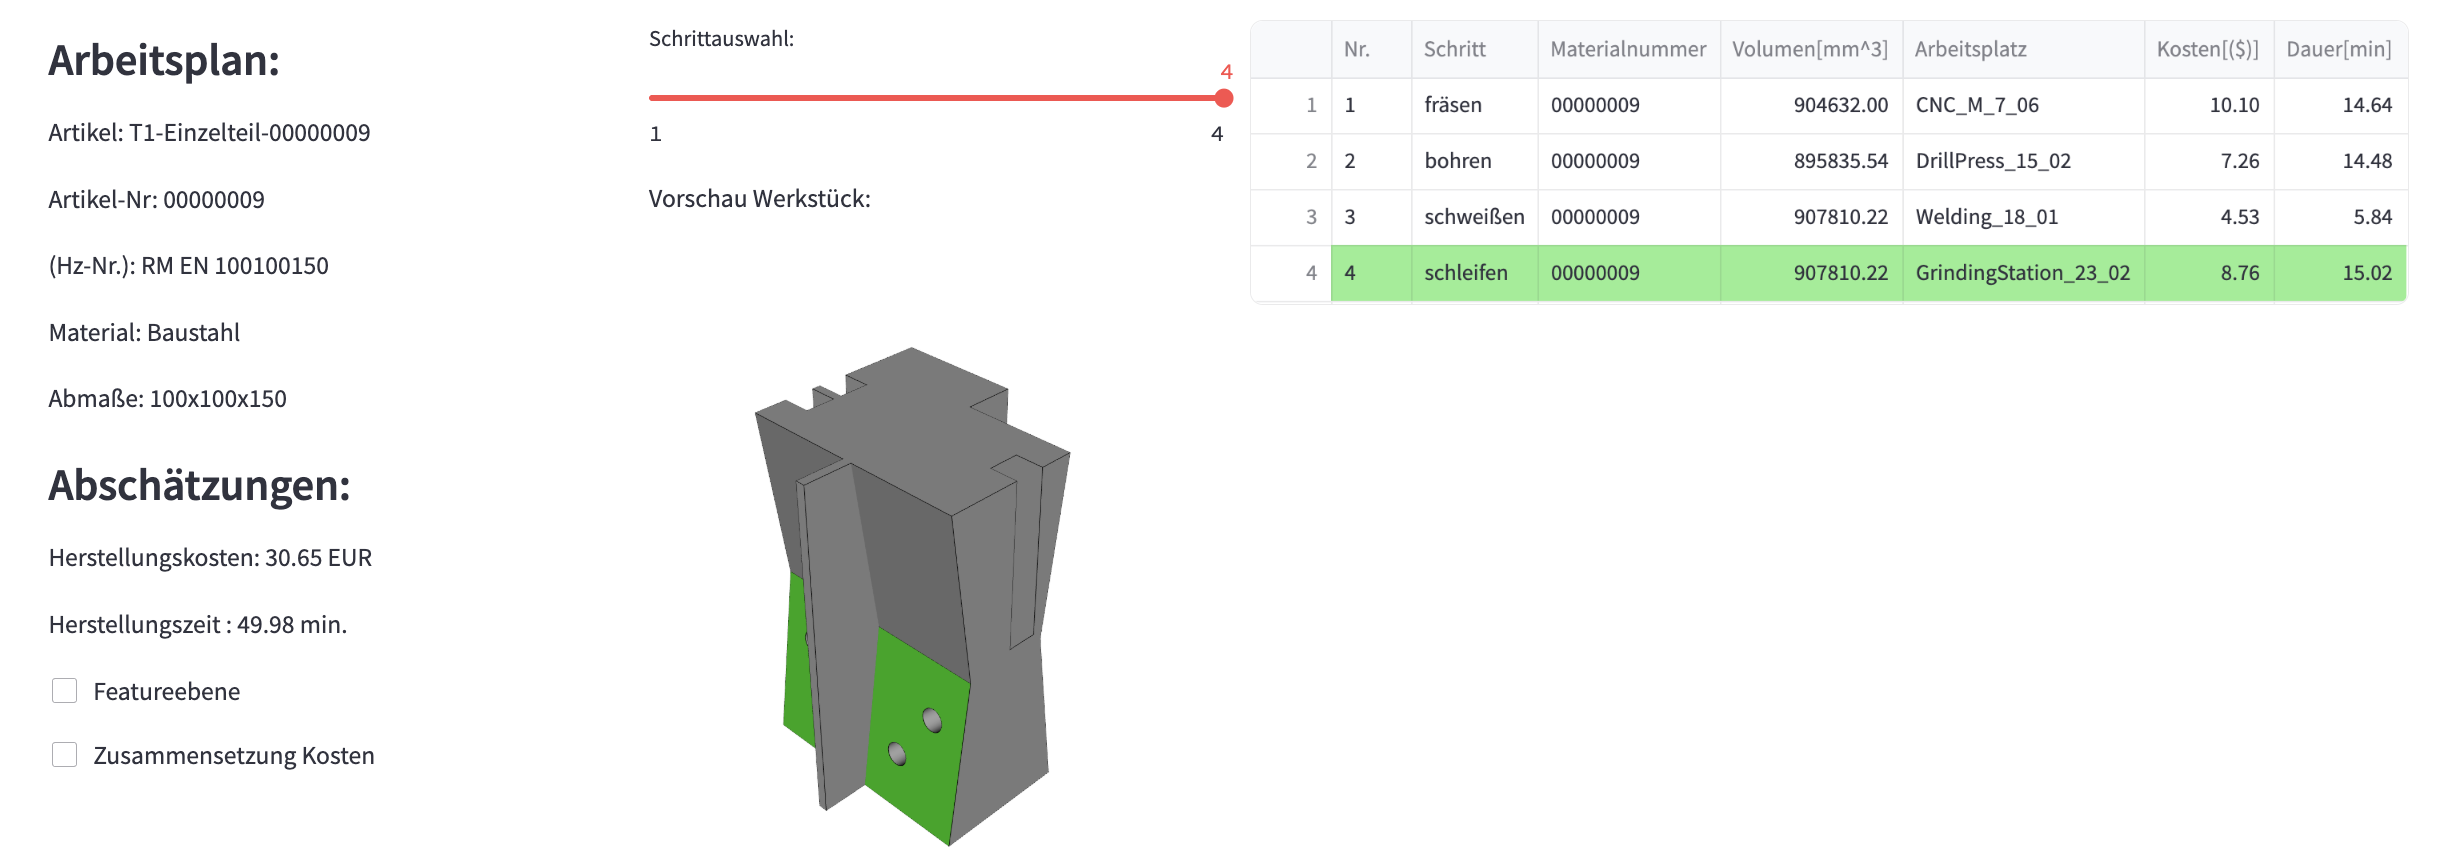 Arbeitsplan:
Artikel: T1-Einzelteil-00000009
Artikel-Nr: 00000009
(Hz-Nr.): RM EN 100100150
Material: Baustahl
Abmaße: 100x100x150
Abschätzungen:
Herstellungskosten: 30.65 EUR
Herstellungszeit : 49.98 min.
Featureebene
Zusammensetzung Kosten
Schrittauswahl:
4
1 4
Vorschau Werkstück:
Nr. Schritt Materialnummer Volumen[mm^3] Arbeitsplatz Kosten[($)] Dauer[min]
1 1 fräsen 00000009 904632.00 CNC_M_7_06 10.10 14.64
2 2 bohren 00000009 895835.54 DrillPress_15_02 7.26 14.48
3 3 schweißen 00000009 907810.22 Welding_18_01 4.53 5.84
4 4 schleifen 00000009 907810.22 GrindingStation_23_02 8.76 15.02